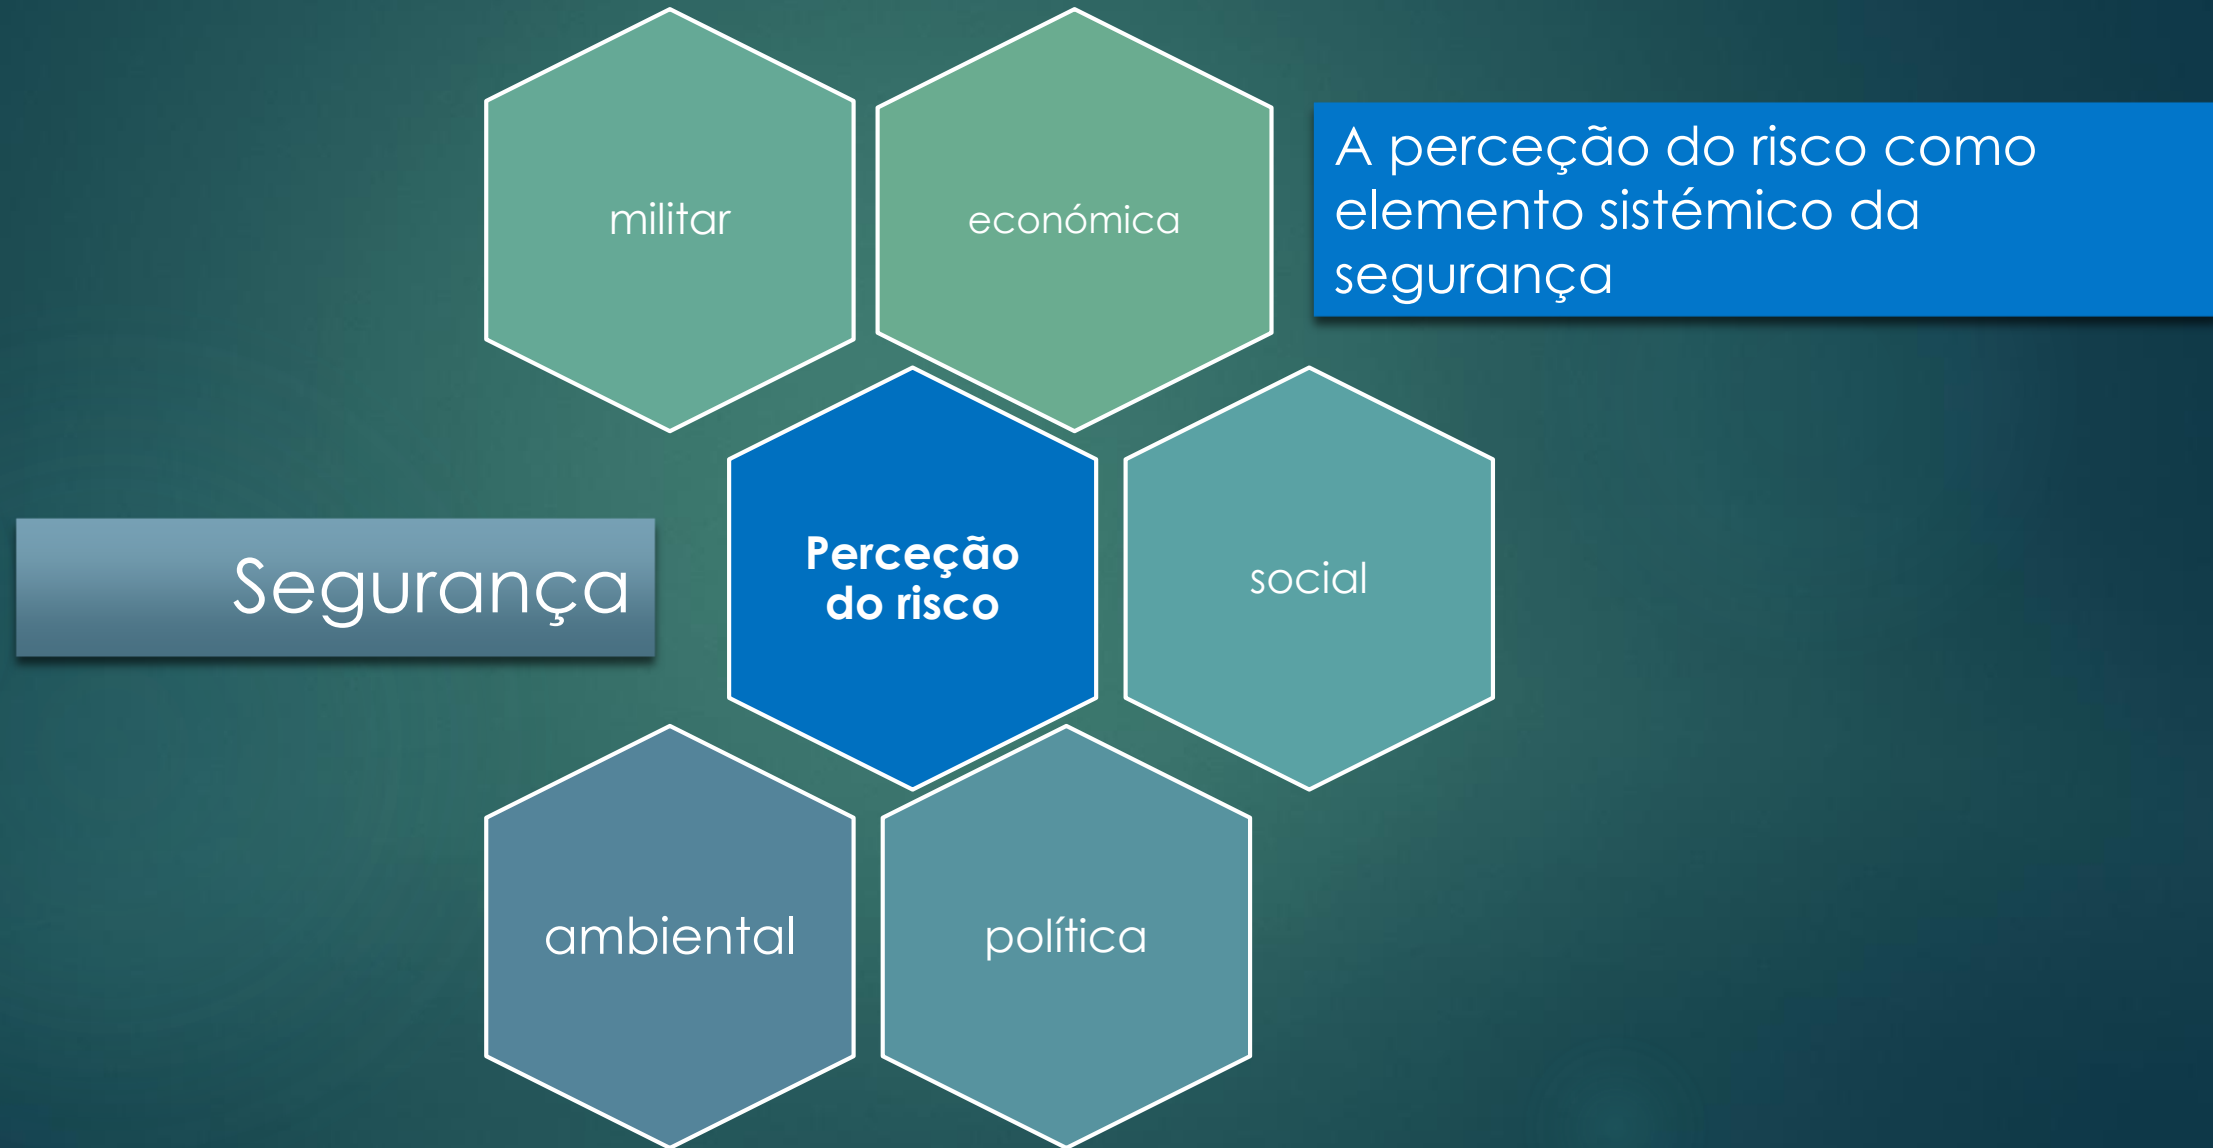 militar
económica
A perceção do risco como
elemento sistémico da
segurança
Segurança
Perceção
do risco
social
ambiental
política